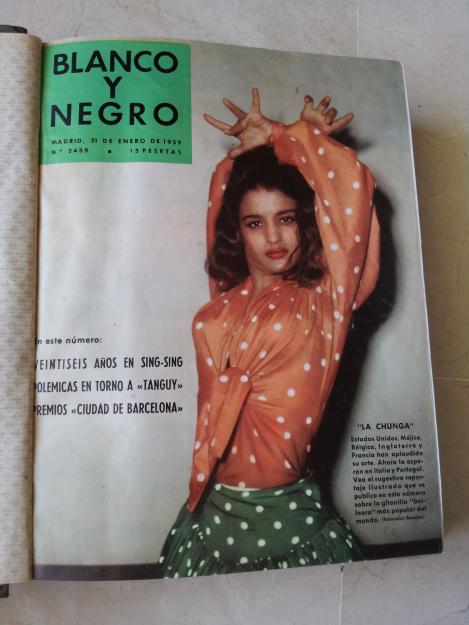 BLANCO
Y
NEGRO
MADRID, 31 DE ENERO DE 1959
N.º 2439 • 15 PESETAS
En este número:
VEINTISEIS AÑOS EN SING-SING
POLEMICAS EN TORNO A «TANGUY»
PREMIOS «CIUDAD DE BARCELONA»
"LA CHUNGA"
Estados Unidos, Méjico,
Bélgica, Inglaterra y
Francia han aplaudido
su arte. Ahora la espe-
ran en Italia y Portugal.
Vea el sugestivo repor-
taje ilustrado que se
publica en este número
sobre la gitanilla "bai-
laora" más popular del
mundo. (Fotocolor